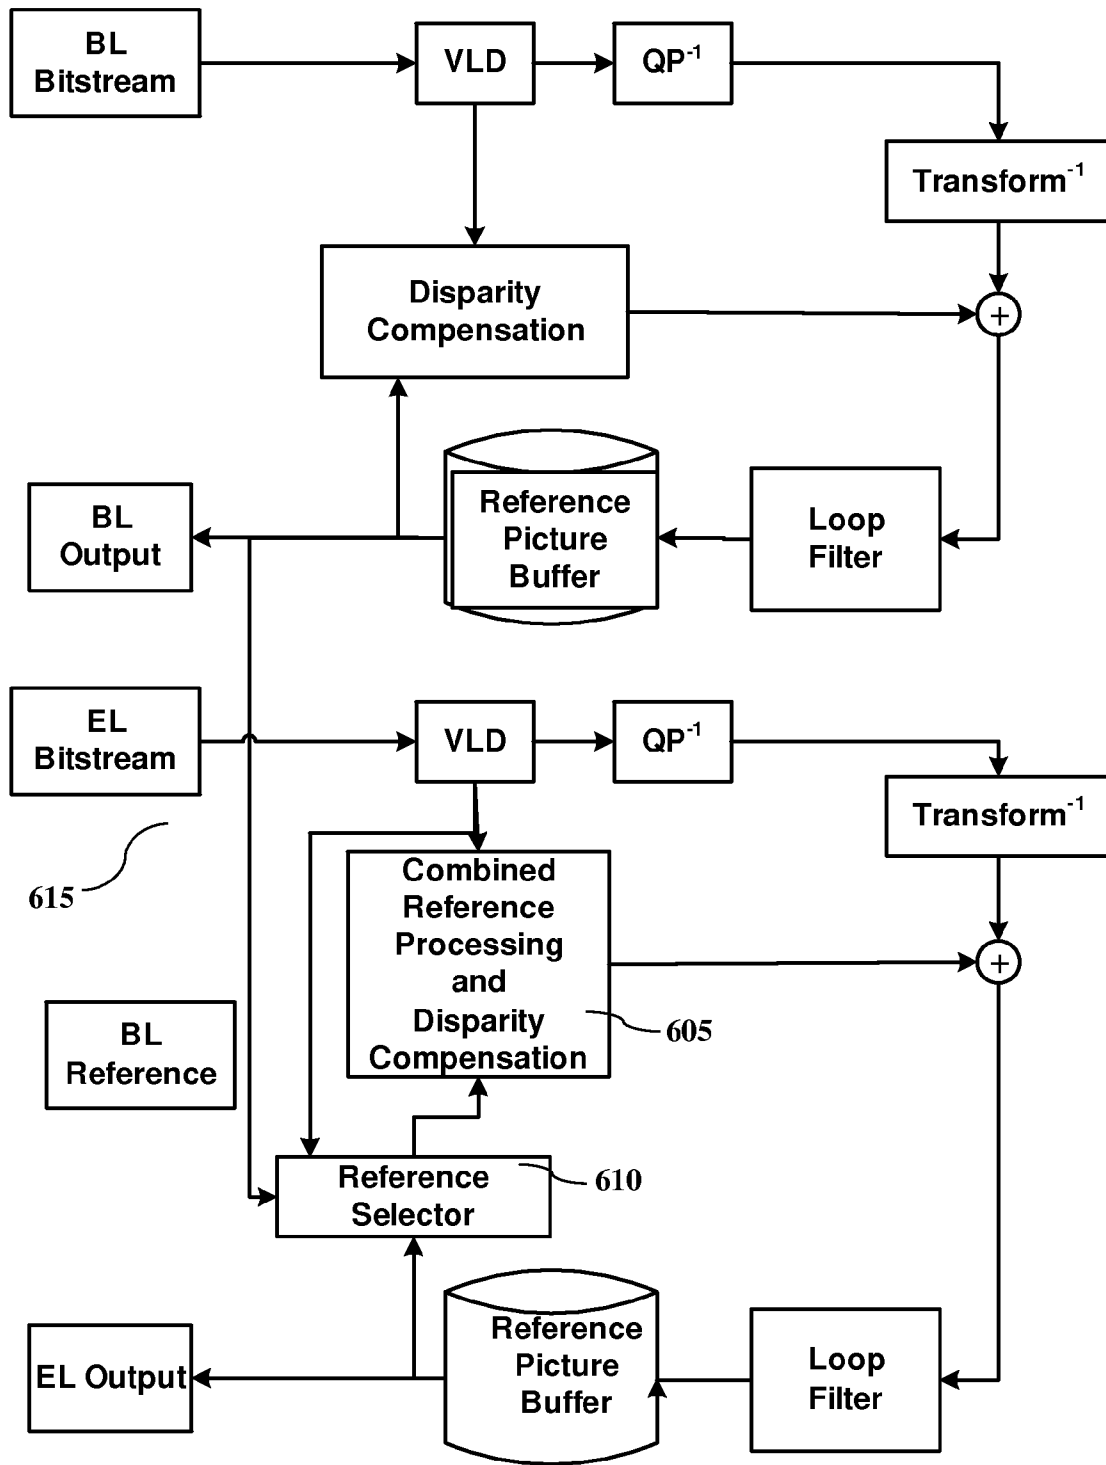 BL
Bitstream
VLD
QP-1
Transform-1
Disparity
Compensation
+
BL
Output
Reference
Picture
Buffer
Loop
Filter
EL
Bitstream
VLD
QP-1
Transform-1
615
Combined
Reference
Processing
and
Disparity
Compensation
+
605
BL
Reference
Reference
Selector
610
EL Output
Reference
Picture
Buffer
Loop
Filter